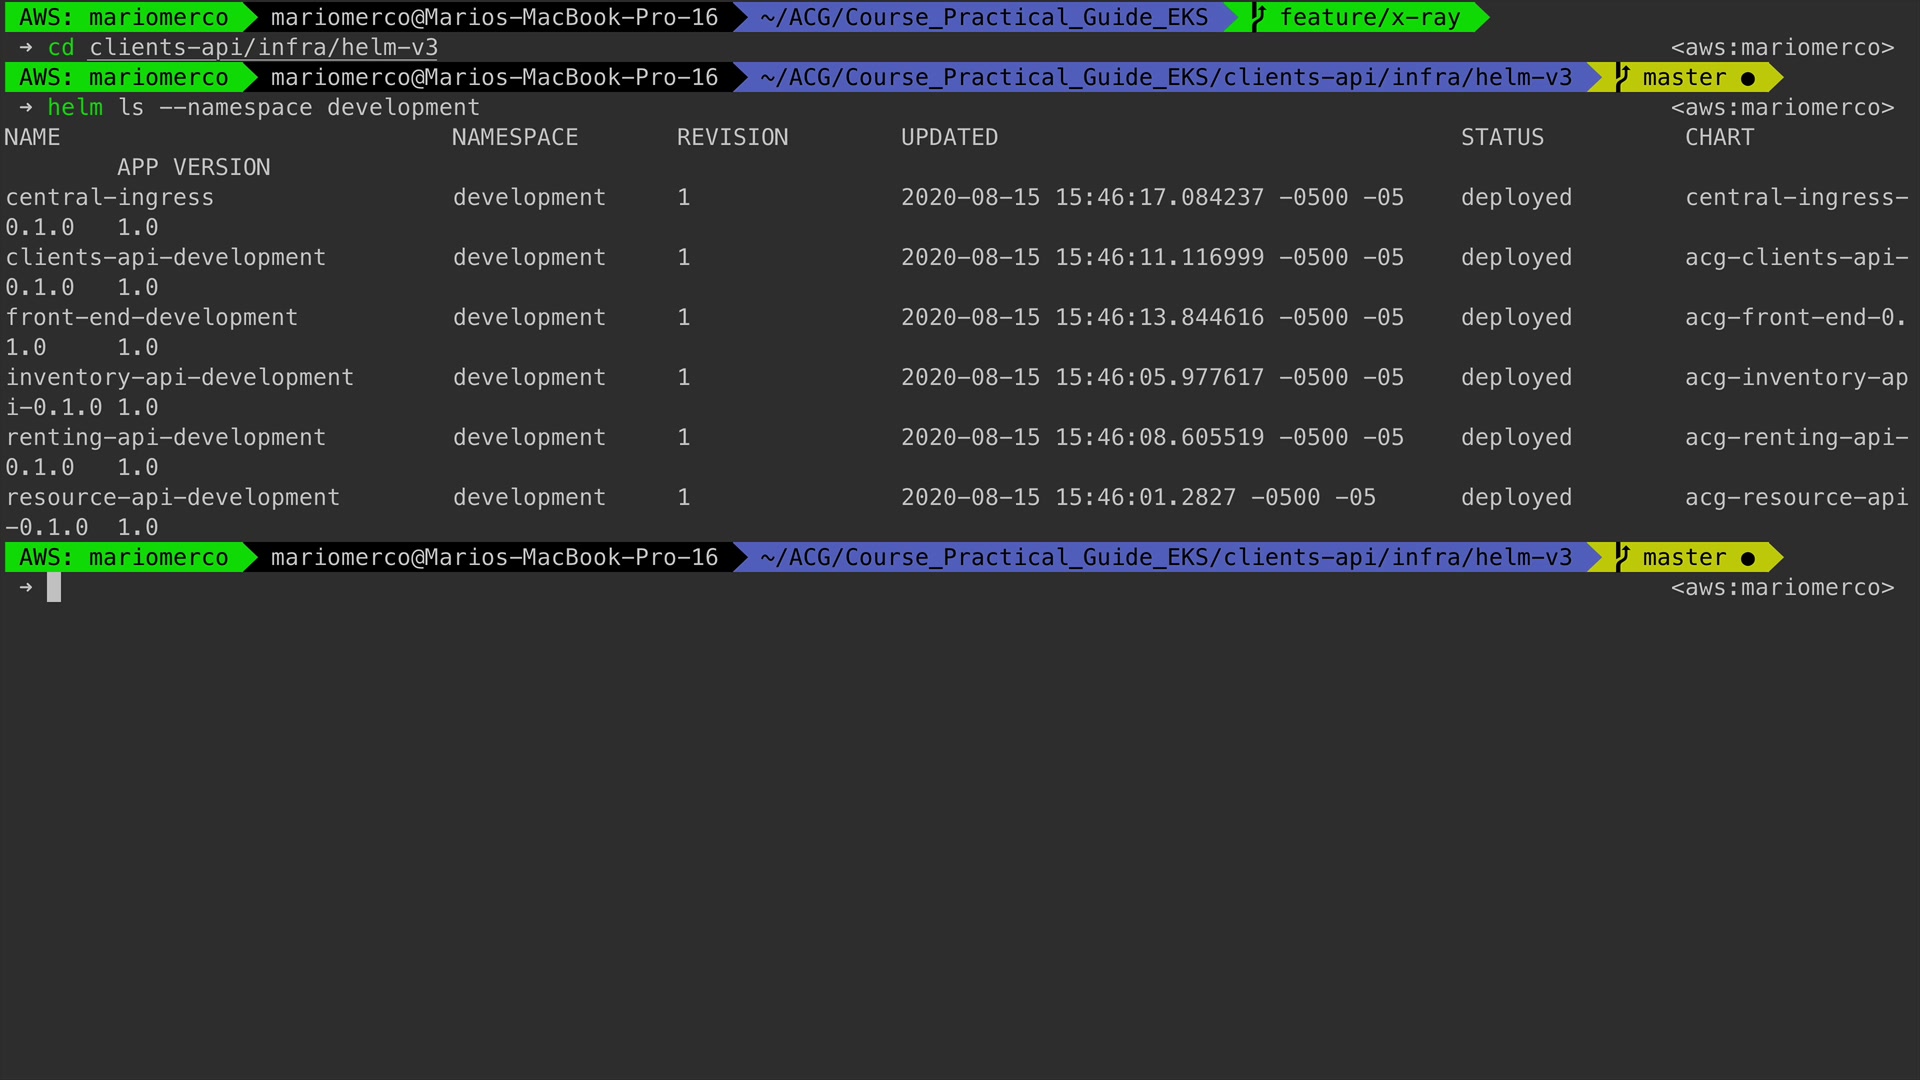 AWS: mariomerco mariomerco@Marios-MacBook-Pro-16 ~/ACG/Course_Practical_Guide_EKS feature/x-ray
→ cd clients-api/infra/helm-v3 <aws:mariomerco>
AWS: mariomerco mariomerco@Marios-MacBook-Pro-16 ~/ACG/Course_Practical_Guide_EKS/clients-api/infra/helm-v3 master ●
→ helm ls --namespace development <aws:mariomerco>
NAME NAMESPACE REVISION UPDATED STATUS CHART
APP VERSION
central-ingress development 1 2020-08-15 15:46:17.084237 -0500 -05 deployed central-ingress-
0.1.0 1.0
clients-api-development development 1 2020-08-15 15:46:11.116999 -0500 -05 deployed acg-clients-api-
0.1.0 1.0
front-end-development development 1 2020-08-15 15:46:13.844616 -0500 -05 deployed acg-front-end-0.
1.0 1.0
inventory-api-development development 1 2020-08-15 15:46:05.977617 -0500 -05 deployed acg-inventory-ap
i-0.1.0 1.0
renting-api-development development 1 2020-08-15 15:46:08.605519 -0500 -05 deployed acg-renting-api-
0.1.0 1.0
resource-api-development development 1 2020-08-15 15:46:01.2827 -0500 -05 deployed acg-resource-api
-0.1.0 1.0
AWS: mariomerco mariomerco@Marios-MacBook-Pro-16 ~/ACG/Course_Practical_Guide_EKS/clients-api/infra/helm-v3 master ●
→ <aws:mariomerco>